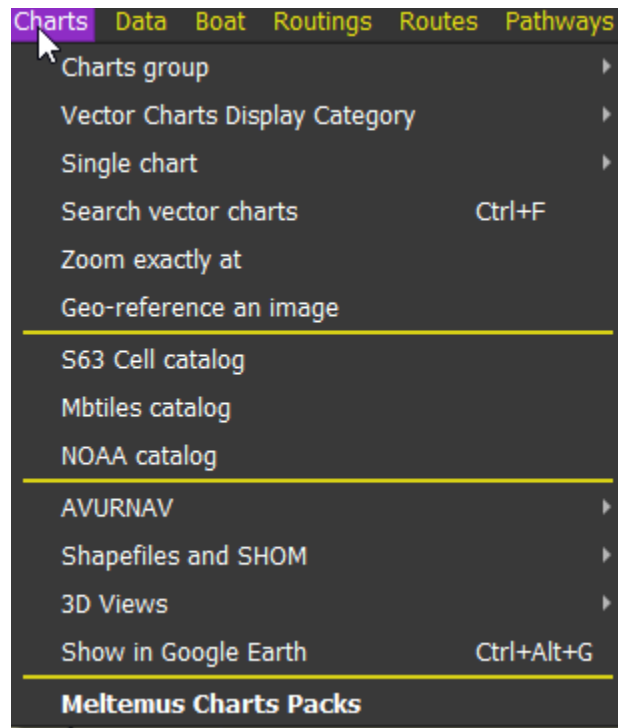 Charts Data Boat Routings Routes Pathways
Charts group
Vector Charts Display Category
Single chart
Search vector charts Ctrl+F
Zoom exactly at
Geo-reference an image
S63 Cell catalog
Mbtiles catalog
NOAA catalog
AVURNAV
Shapefiles and SHOM
3D Views
Show in Google Earth Ctrl+Alt+G
Meltemus Charts Packs